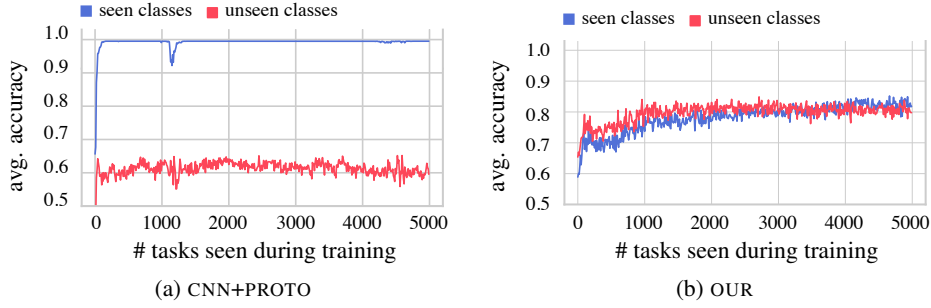 seen classes unseen classes
avg. accuracy
1.0
0.9
0.8
0.7
0.6
0.5
0 1000 2000 3000 4000 5000
# tasks seen during training
(a) CNN+PROTO
seen classes unseen classes
avg. accuracy
1.0
0.9
0.8
0.7
0.6
0.5
0 1000 2000 3000 4000 5000
# tasks seen during training
(b) OUR